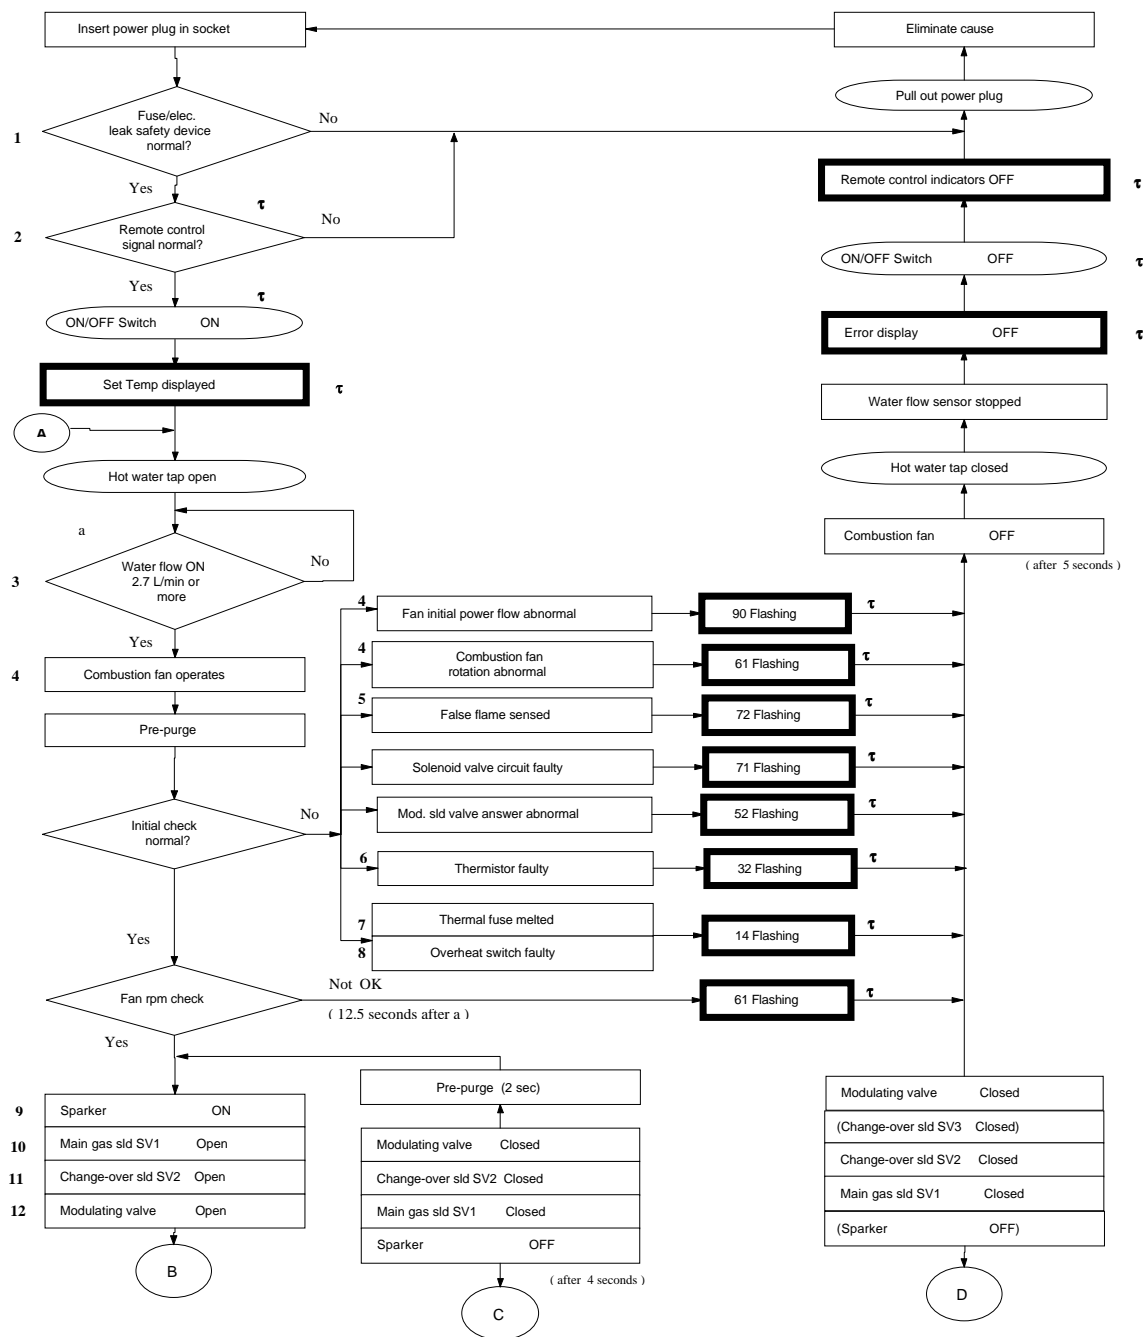 Insert power plug in socket
Eliminate cause
Pull out power plug
Fuse/elec.
leak safety device
normal?
No
1
Yes
Remote control indicators OFF
τ
τ
Remote control
signal normal?
No
2
Yes
ON/OFF Switch OFF
τ
τ
ON/OFF Switch ON
Error display OFF
τ
Set Temp displayed
τ
Water flow sensor stopped
A
Hot water tap open
Hot water tap closed
a
Combustion fan OFF
( after 5 seconds )
Water flow ON
2.7 L/min or
more
No
3
Yes
4
Fan initial power flow abnormal
90 Flashing
τ
4
Combustion fan operates
4
Combustion fan
rotation abnormal
61 Flashing
τ
Pre-purge
5
False flame sensed
72 Flashing
τ
Solenoid valve circuit faulty
71 Flashing
τ
Initial check
normal?
No
Mod. sld valve answer abnormal
52 Flashing
τ
6
Thermistor faulty
32 Flashing
τ
Yes
7
Thermal fuse melted
8
Overheat switch faulty
14 Flashing
τ
Fan rpm check
Not OK
( 12.5 seconds after a )
61 Flashing
τ
Yes
Pre-purge (2 sec)
9
Sparker ON
10
Main gas sld SV1 Open
11
Change-over sld SV2 Open
12
Modulating valve Open
B
Modulating valve Closed
Change-over sld SV2 Closed
Main gas sld SV1 Closed
Sparker OFF
( after 4 seconds )
C
Modulating valve Closed
(Change-over sld SV3 Closed)
Change-over sld SV2 Closed
Main gas sld SV1 Closed
(Sparker OFF)
D